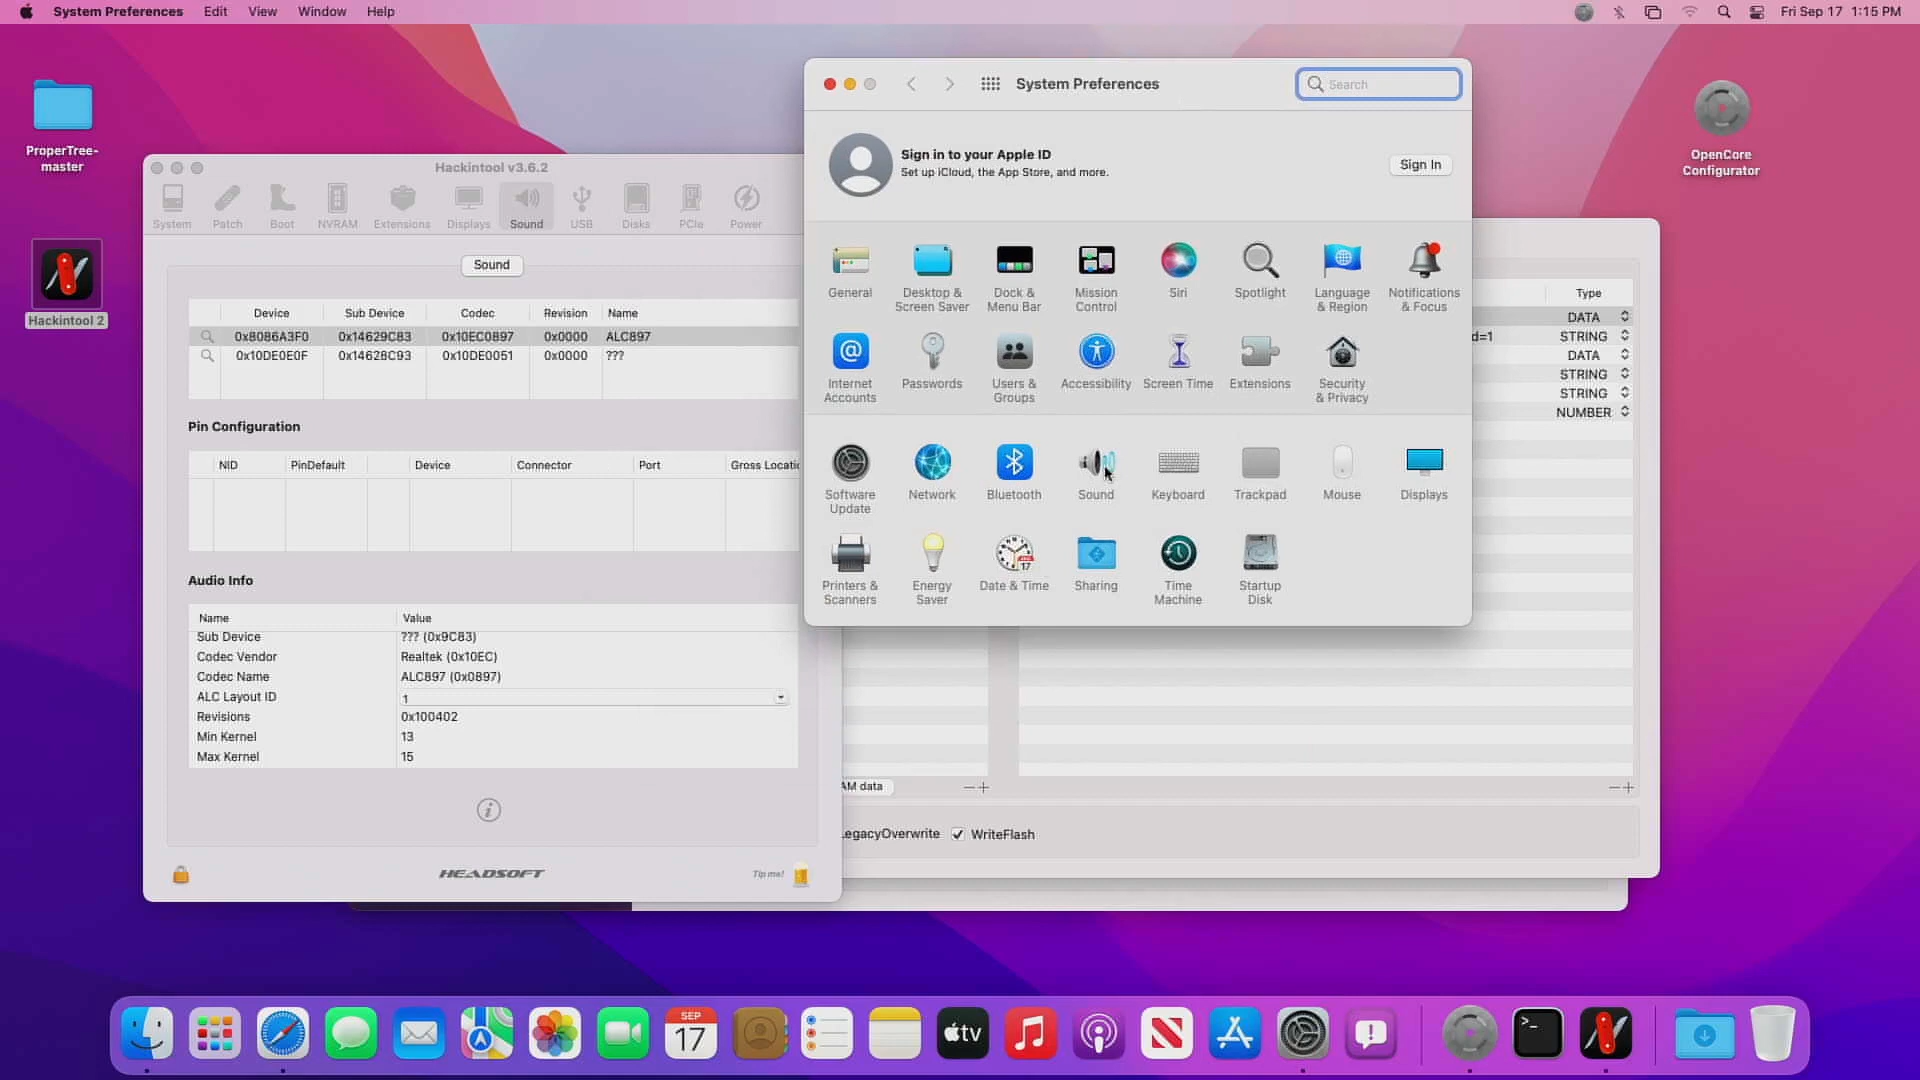 System Preferences Edit View Window Help
Fri Sep 17 1:15 PM
ProperTree-
master
Hackintool 2
OpenCore
Configurator
Hackintool v3.6.2
System Patch Boot NVRAM Extensions Displays Sound USB Disks PCIe Power
Sound
Device Sub Device Codec Revision Name
0x8086A3F0 0x14629C83 0x10EC0897 0x0000 ALC897
0x10DE0E0F 0x14628C93 0x10DE0051 0x0000 ???
Pin Configuration
NID PinDefault Device Connector Port Gross Locatio
Audio Info
Name Value
Sub Device ??? (0x9C83)
Codec Vendor Realtek (0x10EC)
Codec Name ALC897 (0x0897)
ALC Layout ID 1
Revisions 0x100402
Min Kernel 13
Max Kernel 15
HEADSOFT
Tip me!
System Preferences
Search
Sign in to your Apple ID
Set up iCloud, the App Store, and more.
Sign In
General
Desktop &
Screen Saver
Dock &
Menu Bar
Mission
Control
Siri
Spotlight
Language
& Region
Notifications
& Focus
Internet
Accounts
Passwords
Users &
Groups
Accessibility
Screen Time
Extensions
Security
& Privacy
Software
Update
Network
Bluetooth
Sound
Keyboard
Trackpad
Mouse
Displays
Printers &
Scanners
Energy
Saver
Date & Time
Sharing
Time
Machine
Startup
Disk
Type
DATA
d=1 STRING
DATA
STRING
STRING
NUMBER
AM data
LegacyOverwrite WriteFlash
SEP
17
tv